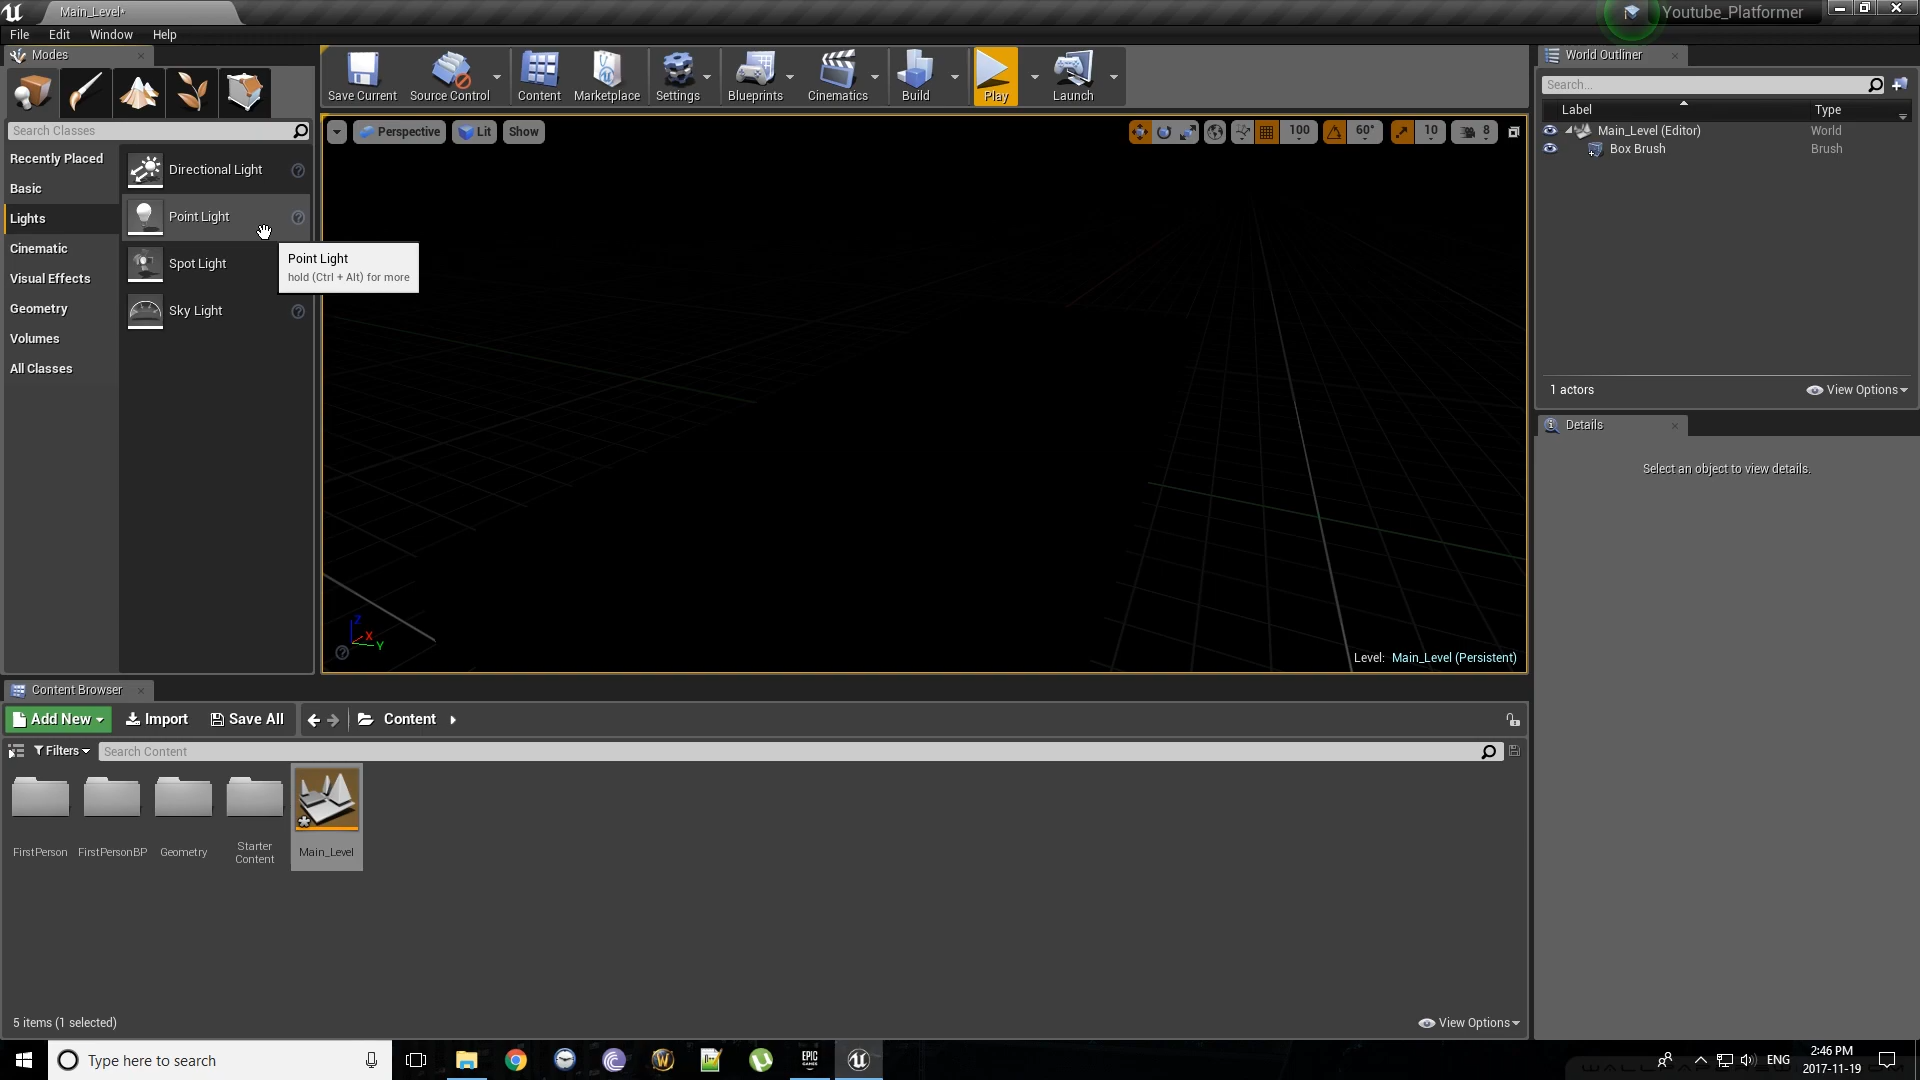 Main_Level*
Youtube_Platformer
File Edit Window Help
Modes
Search Classes
Recently Placed
Basic
Lights
Cinematic
Visual Effects
Geometry
Volumes
All Classes
Directional Light
Point Light
Spot Light
Sky Light
Point Light
hold (Ctrl + Alt) for more
Save Current Source Control Content Marketplace Settings Blueprints Cinematics Build Play Launch
Perspective Lit Show
100 60° 10 8
Z
X
Y
Level: Main_Level (Persistent)
World Outliner
Search...
Label Type
Main_Level (Editor) World
Box Brush Brush
1 actors View Options
Details
Select an object to view details.
Content Browser
Add New Import Save All Content
Filters Search Content
FirstPerson FirstPersonBP Geometry Starter Content Main_Level
5 items (1 selected) View Options
Type here to search
EPIC GAMES
ENG
2:46 PM
2017-11-19